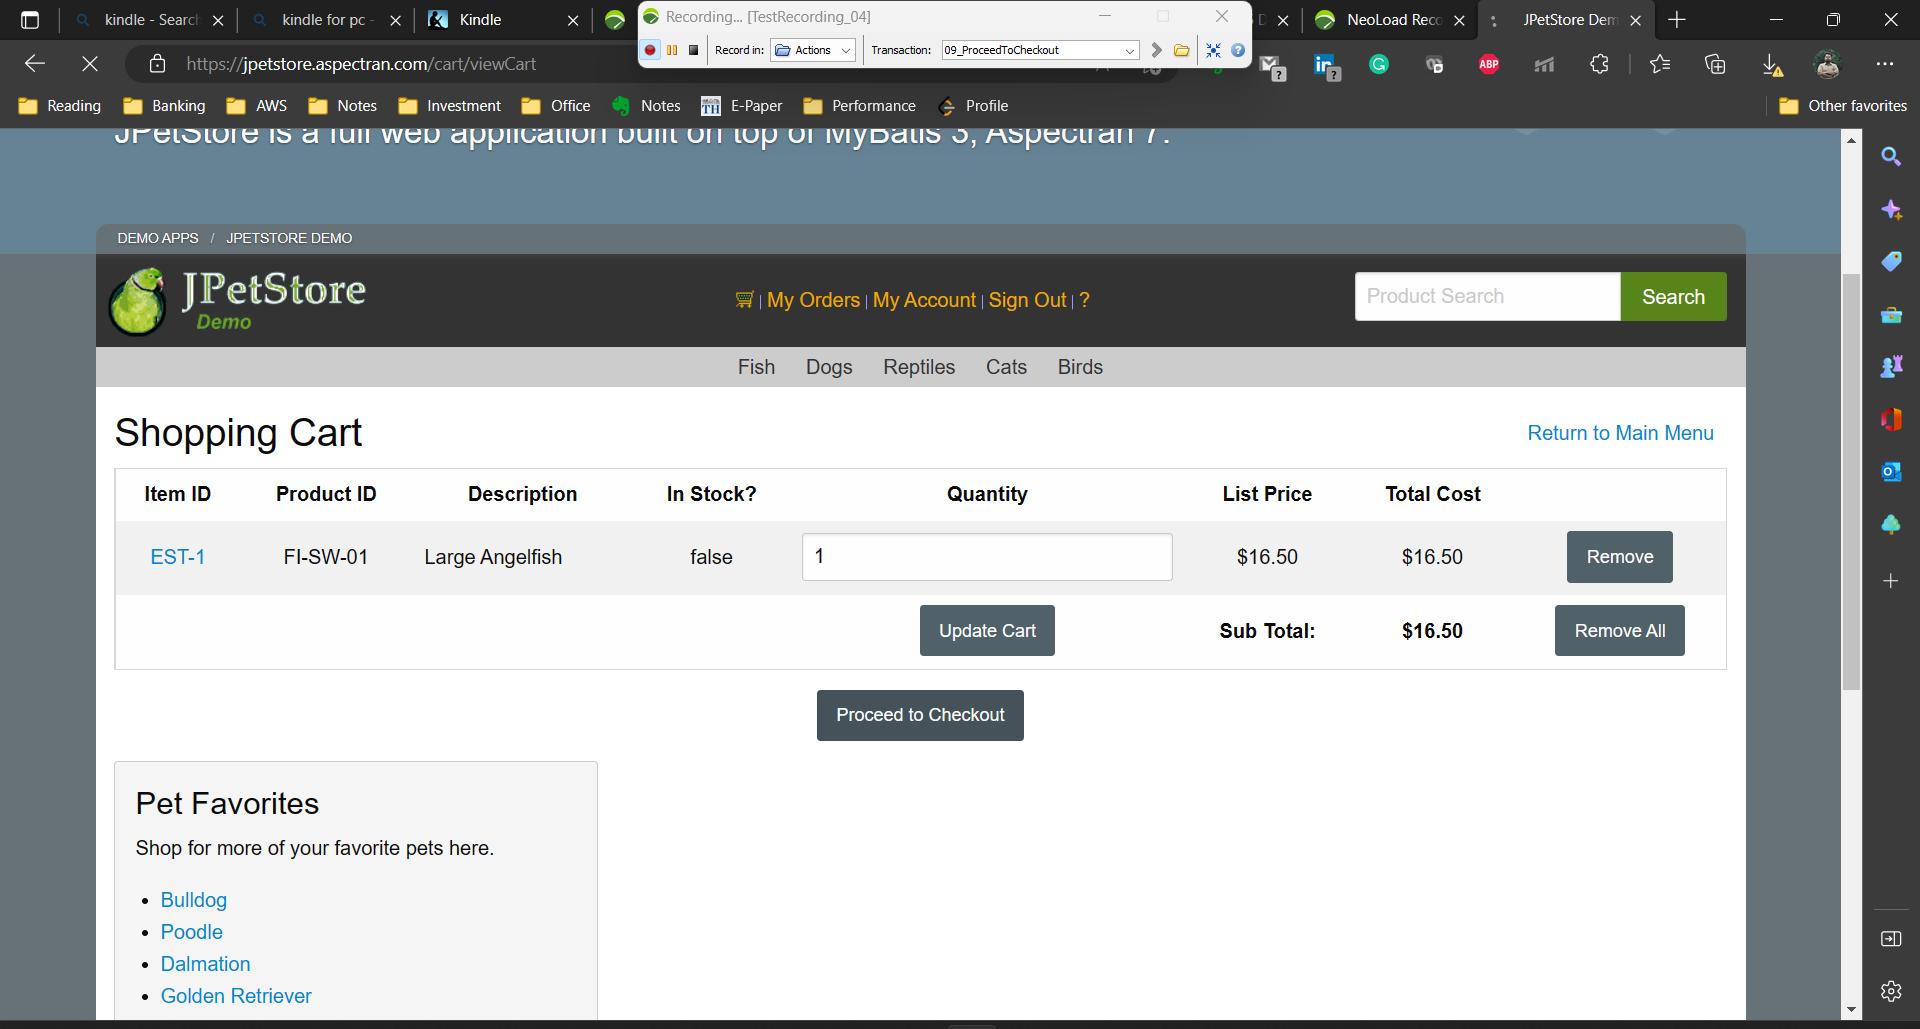 kindle - Search
kindle for pc -
Kindle
Recording... [TestRecording_04]
NeoLoad Reco
JPetStore Dem
Record in: Actions Transaction: 09_ProceedToCheckout
https://jpetstore.aspectran.com/cart/viewCart
Reading Banking AWS Notes Investment Office Notes E-Paper Performance Profile Other favorites
JPetStore is a full web application built on top of MyBatis 3, Aspectran 7.
DEMO APPS / JPETSTORE DEMO
JPetStore
Demo
| My Orders | My Account | Sign Out | ?
Product Search
Search
Fish Dogs Reptiles Cats Birds
Shopping Cart
Return to Main Menu
Item ID Product ID Description In Stock? Quantity List Price Total Cost
EST-1 FI-SW-01 Large Angelfish false 1 $16.50 $16.50 Remove
Update Cart Sub Total: $16.50 Remove All
Proceed to Checkout
Pet Favorites
Shop for more of your favorite pets here.
Bulldog
Poodle
Dalmation
Golden Retriever